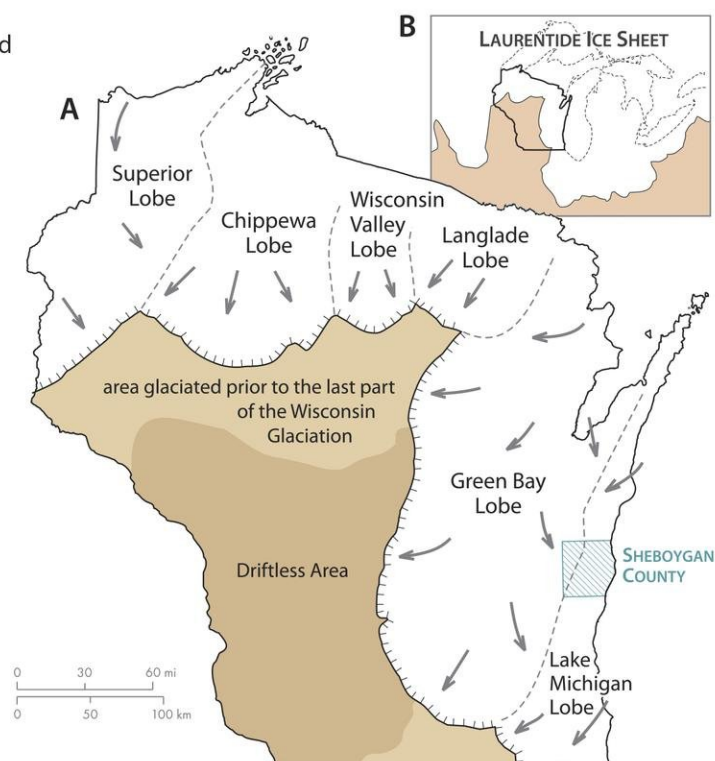 d
B
LAURENTIDE ICE SHEET
A
Superior
Lobe
Chippewa
Lobe
Wisconsin
Valley
Lobe
Langlade
Lobe
area glaciated prior to the last part
of the Wisconsin
Glaciation
Green Bay
Lobe
Driftless Area
SHEBOYGAN
COUNTY
Lake
Michigan
Lobe
0 30 60 mi
0 50 100 km